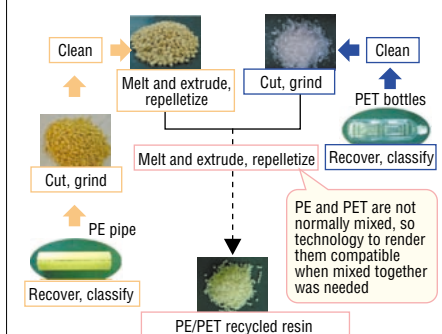 Clean
Melt and extrude,
repelletize
Cut, grind
Clean
PET bottles
Recover, classify
Cut, grind
PE pipe
Recover, classify
Melt and extrude, repelletize
PE and PET are not
normally mixed, so
technology to render
them compatible
when mixed together
was needed
PE/PET recycled resin